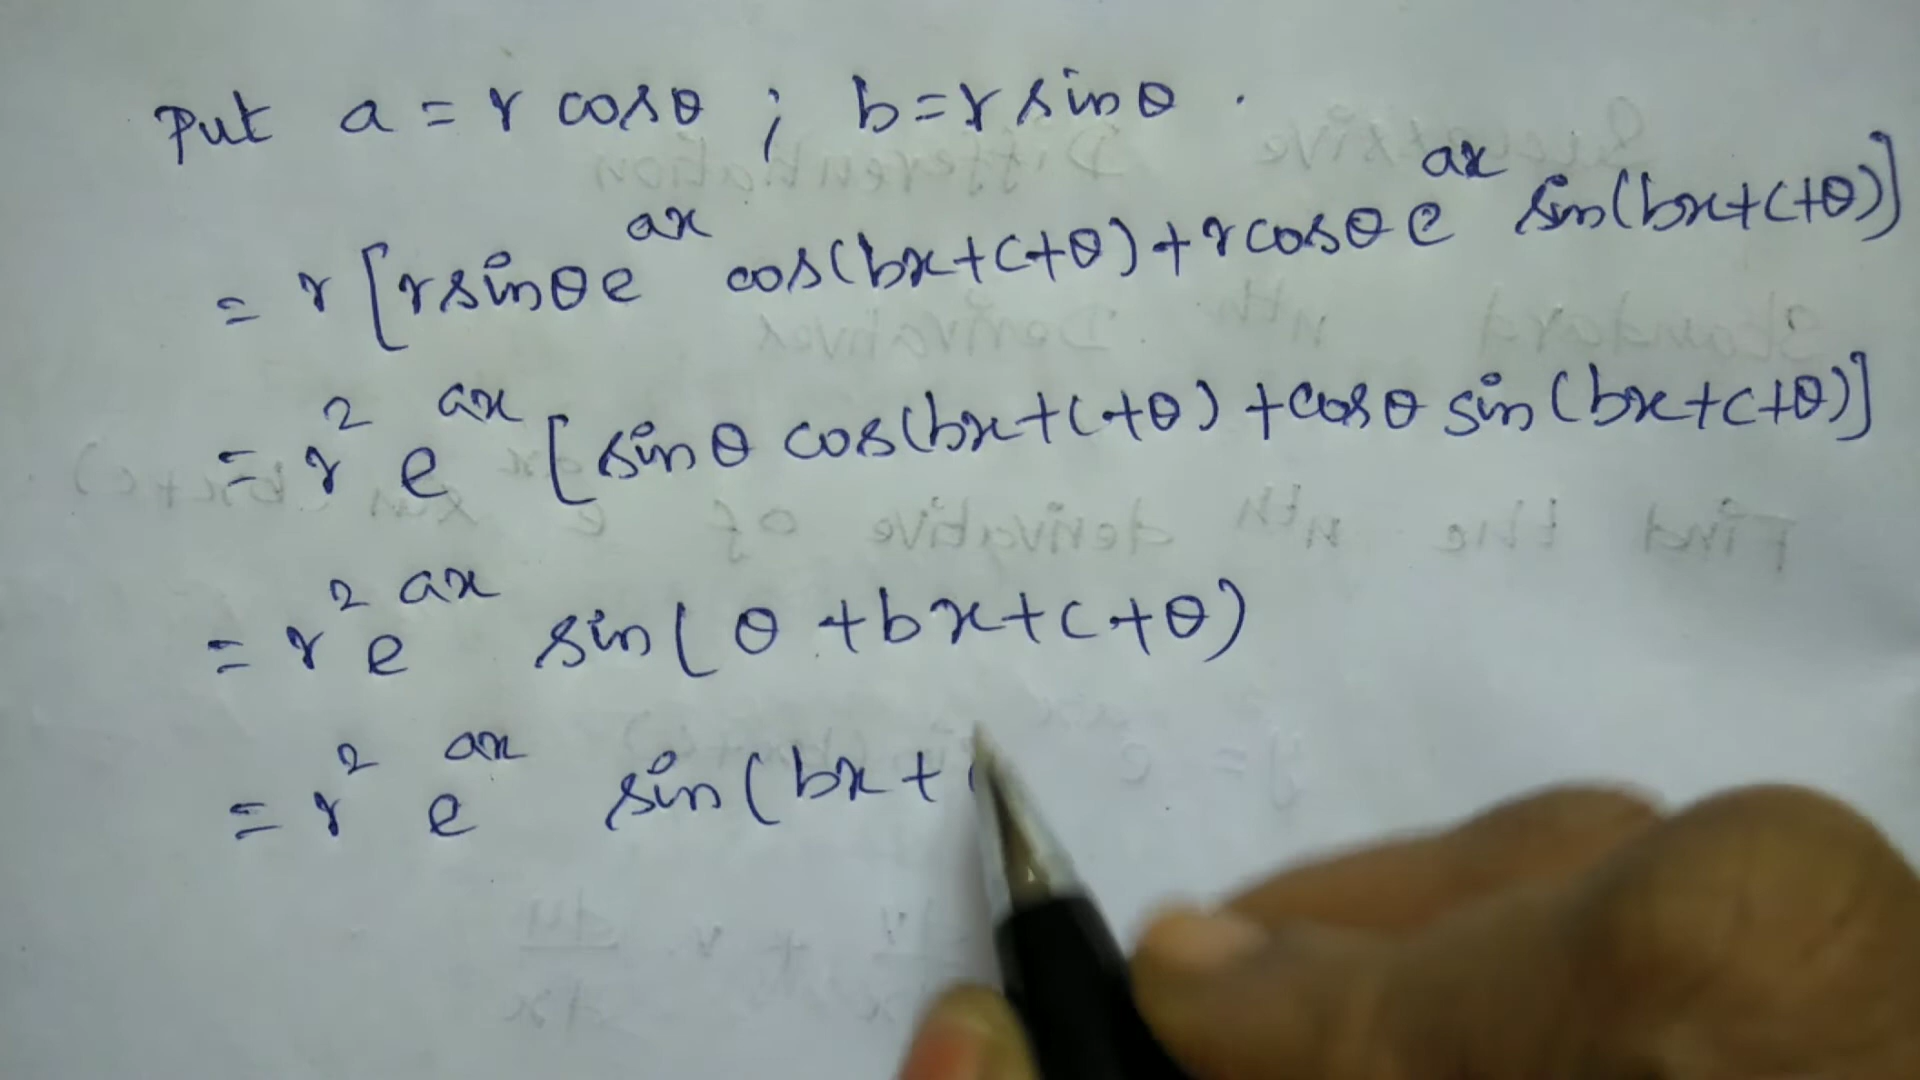 Put a = r cosθ ; b = r sinθ .
= r [r sinθ e^{ax} cos(bx+c+θ) + r cosθ e^{ax} sin(bx+c+θ)]
= r² e^{ax} [sinθ cos(bx+c+θ) + cosθ sin(bx+c+θ)]
= r² e^{ax} sin(θ + bx + c + θ)
= r² e^{ax} sin(bx +